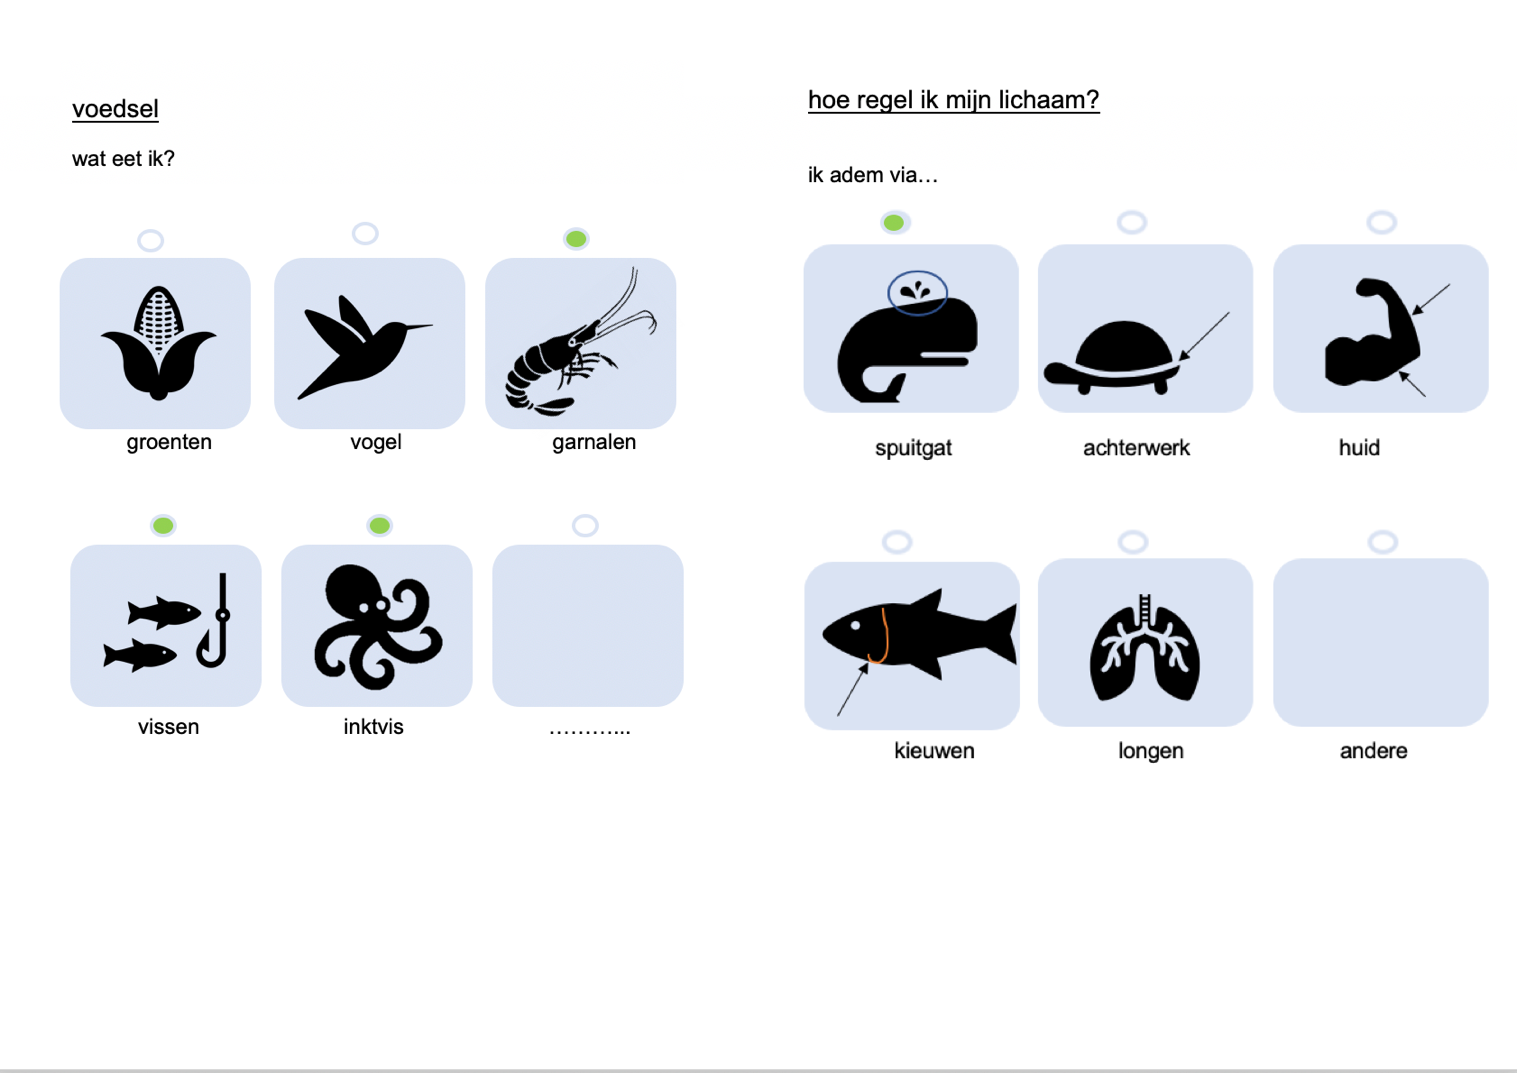 voedsel
wat eet ik?
groenten
vogel
garnalen
vissen
inktvis
………...
hoe regel ik mijn lichaam?
ik adem via…
spuitgat
achterwerk
huid
kieuwen
longen
andere